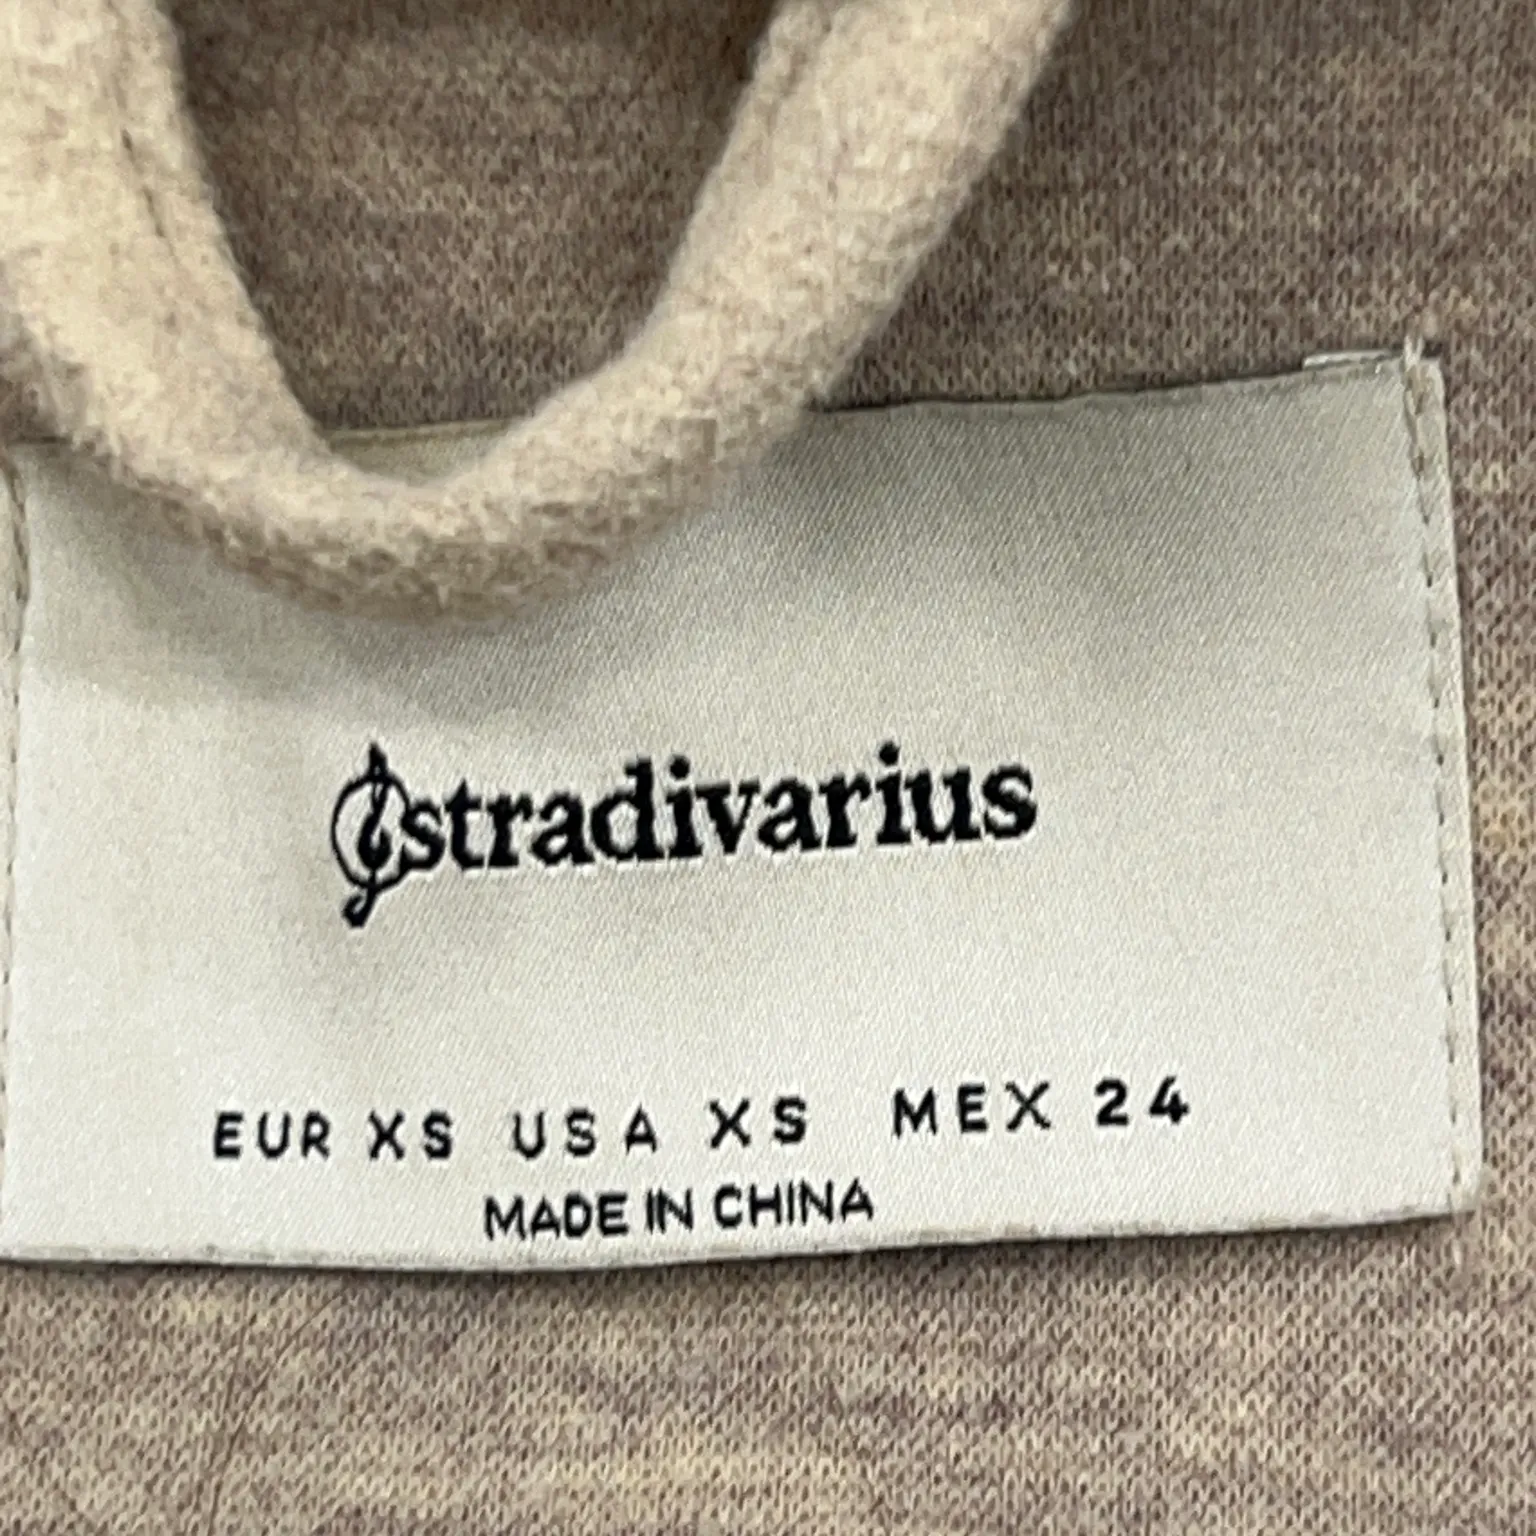 stradivarius
EUR XS USA XS MEX 24
MADE IN CHINA